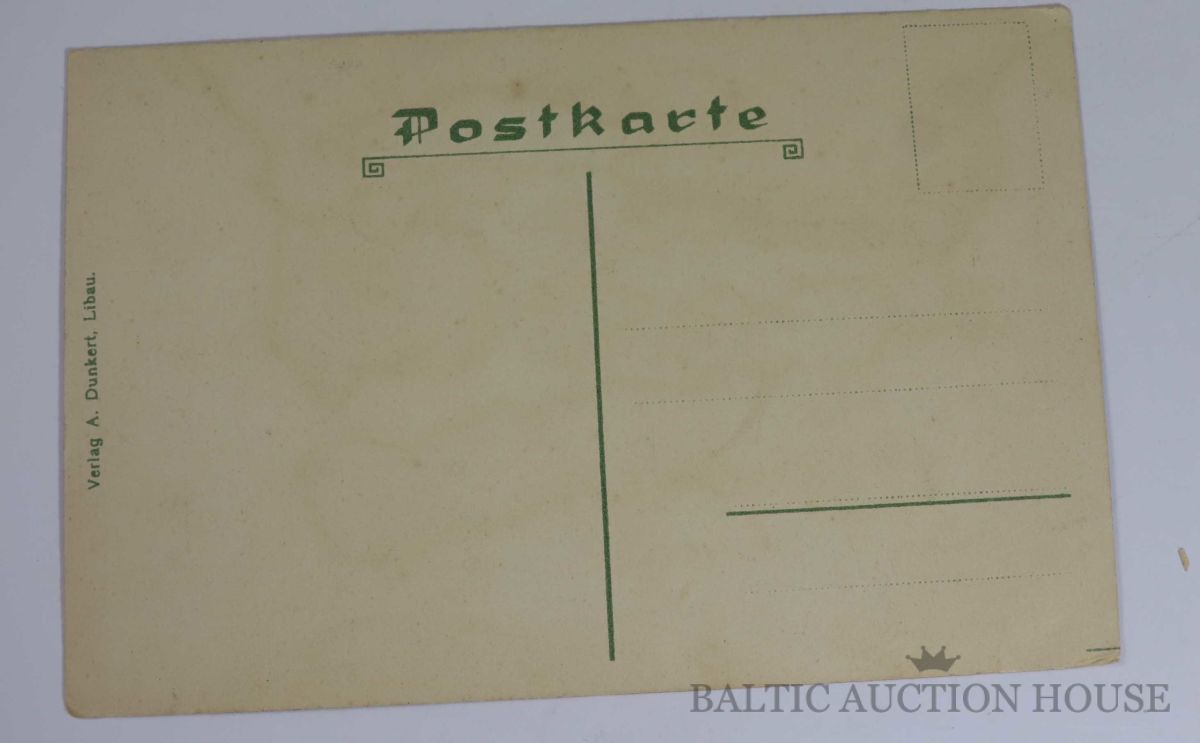 Postkarte
Verlag A. Dunkert, Libau.
BALTIC AUCTION HOUSE